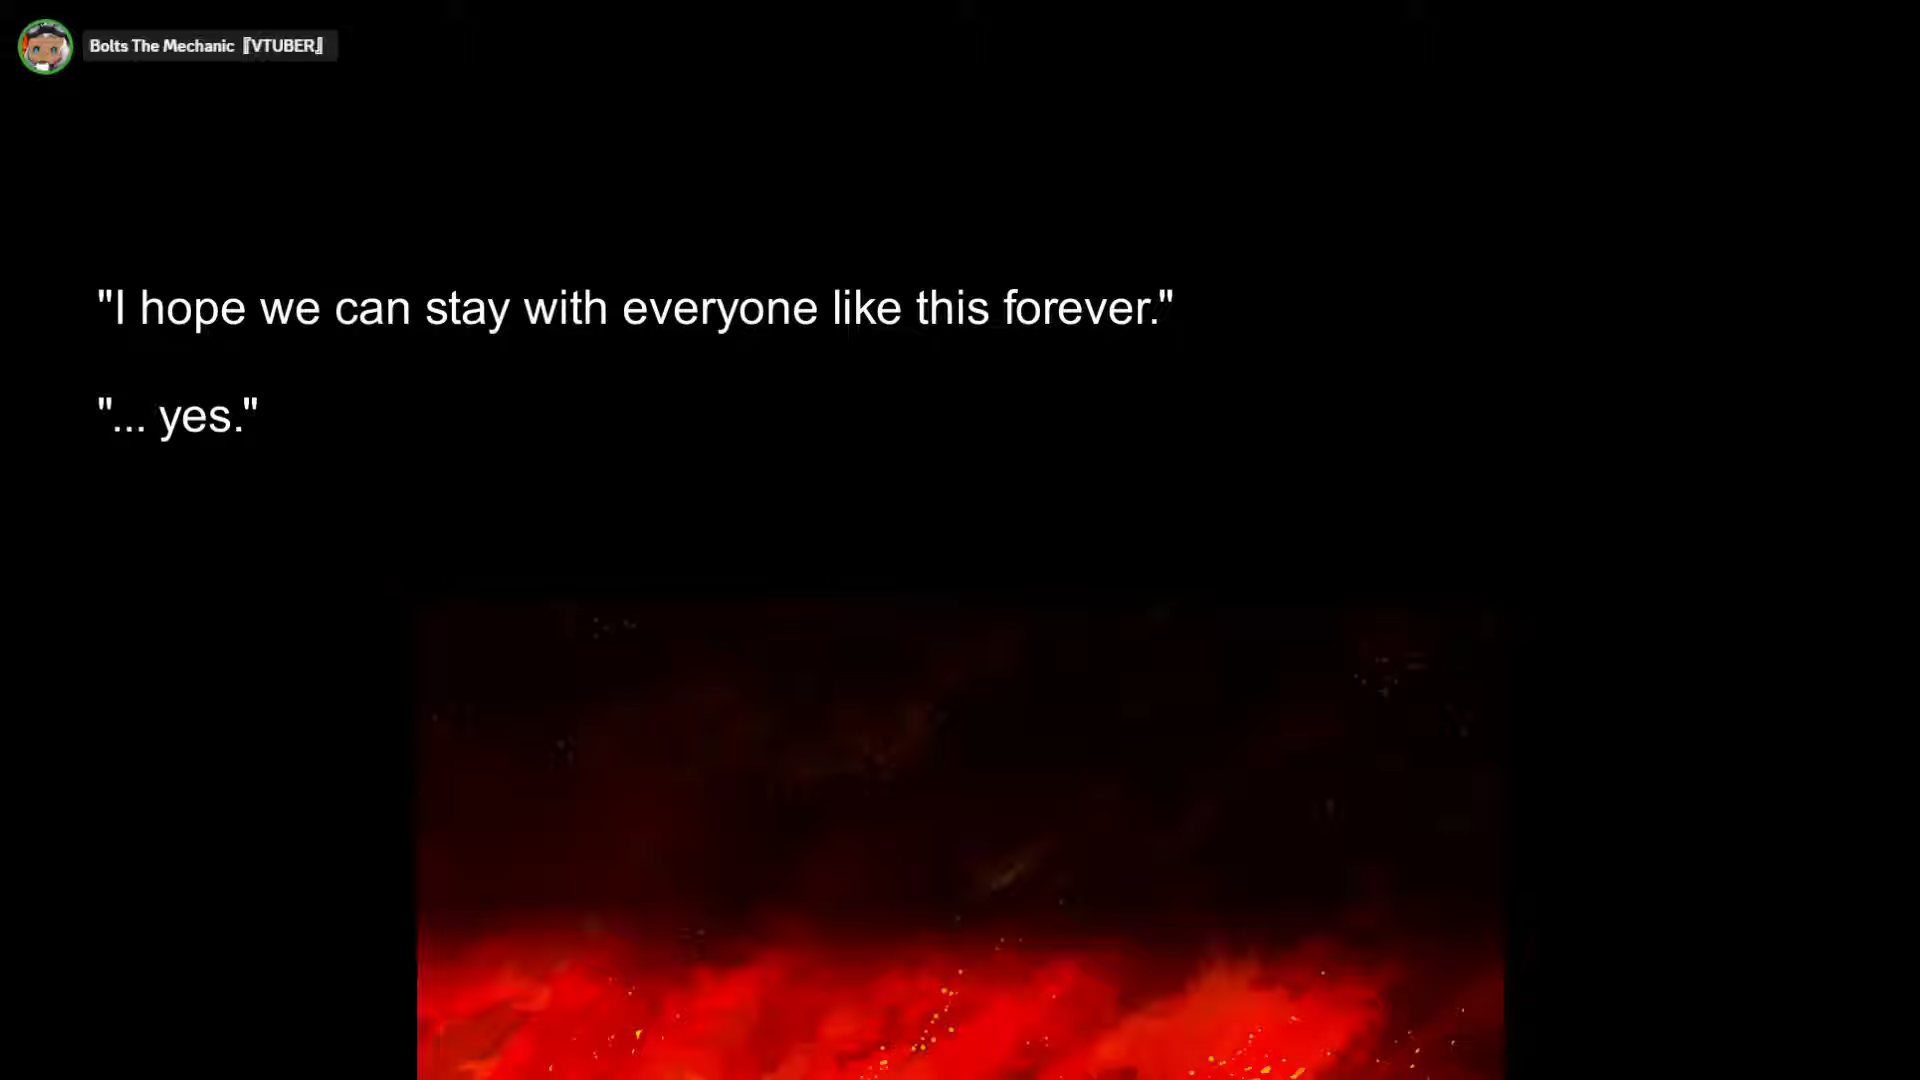 Bolts The Mechanic『VTUBER』
"I hope we can stay with everyone like this forever."
"... yes."